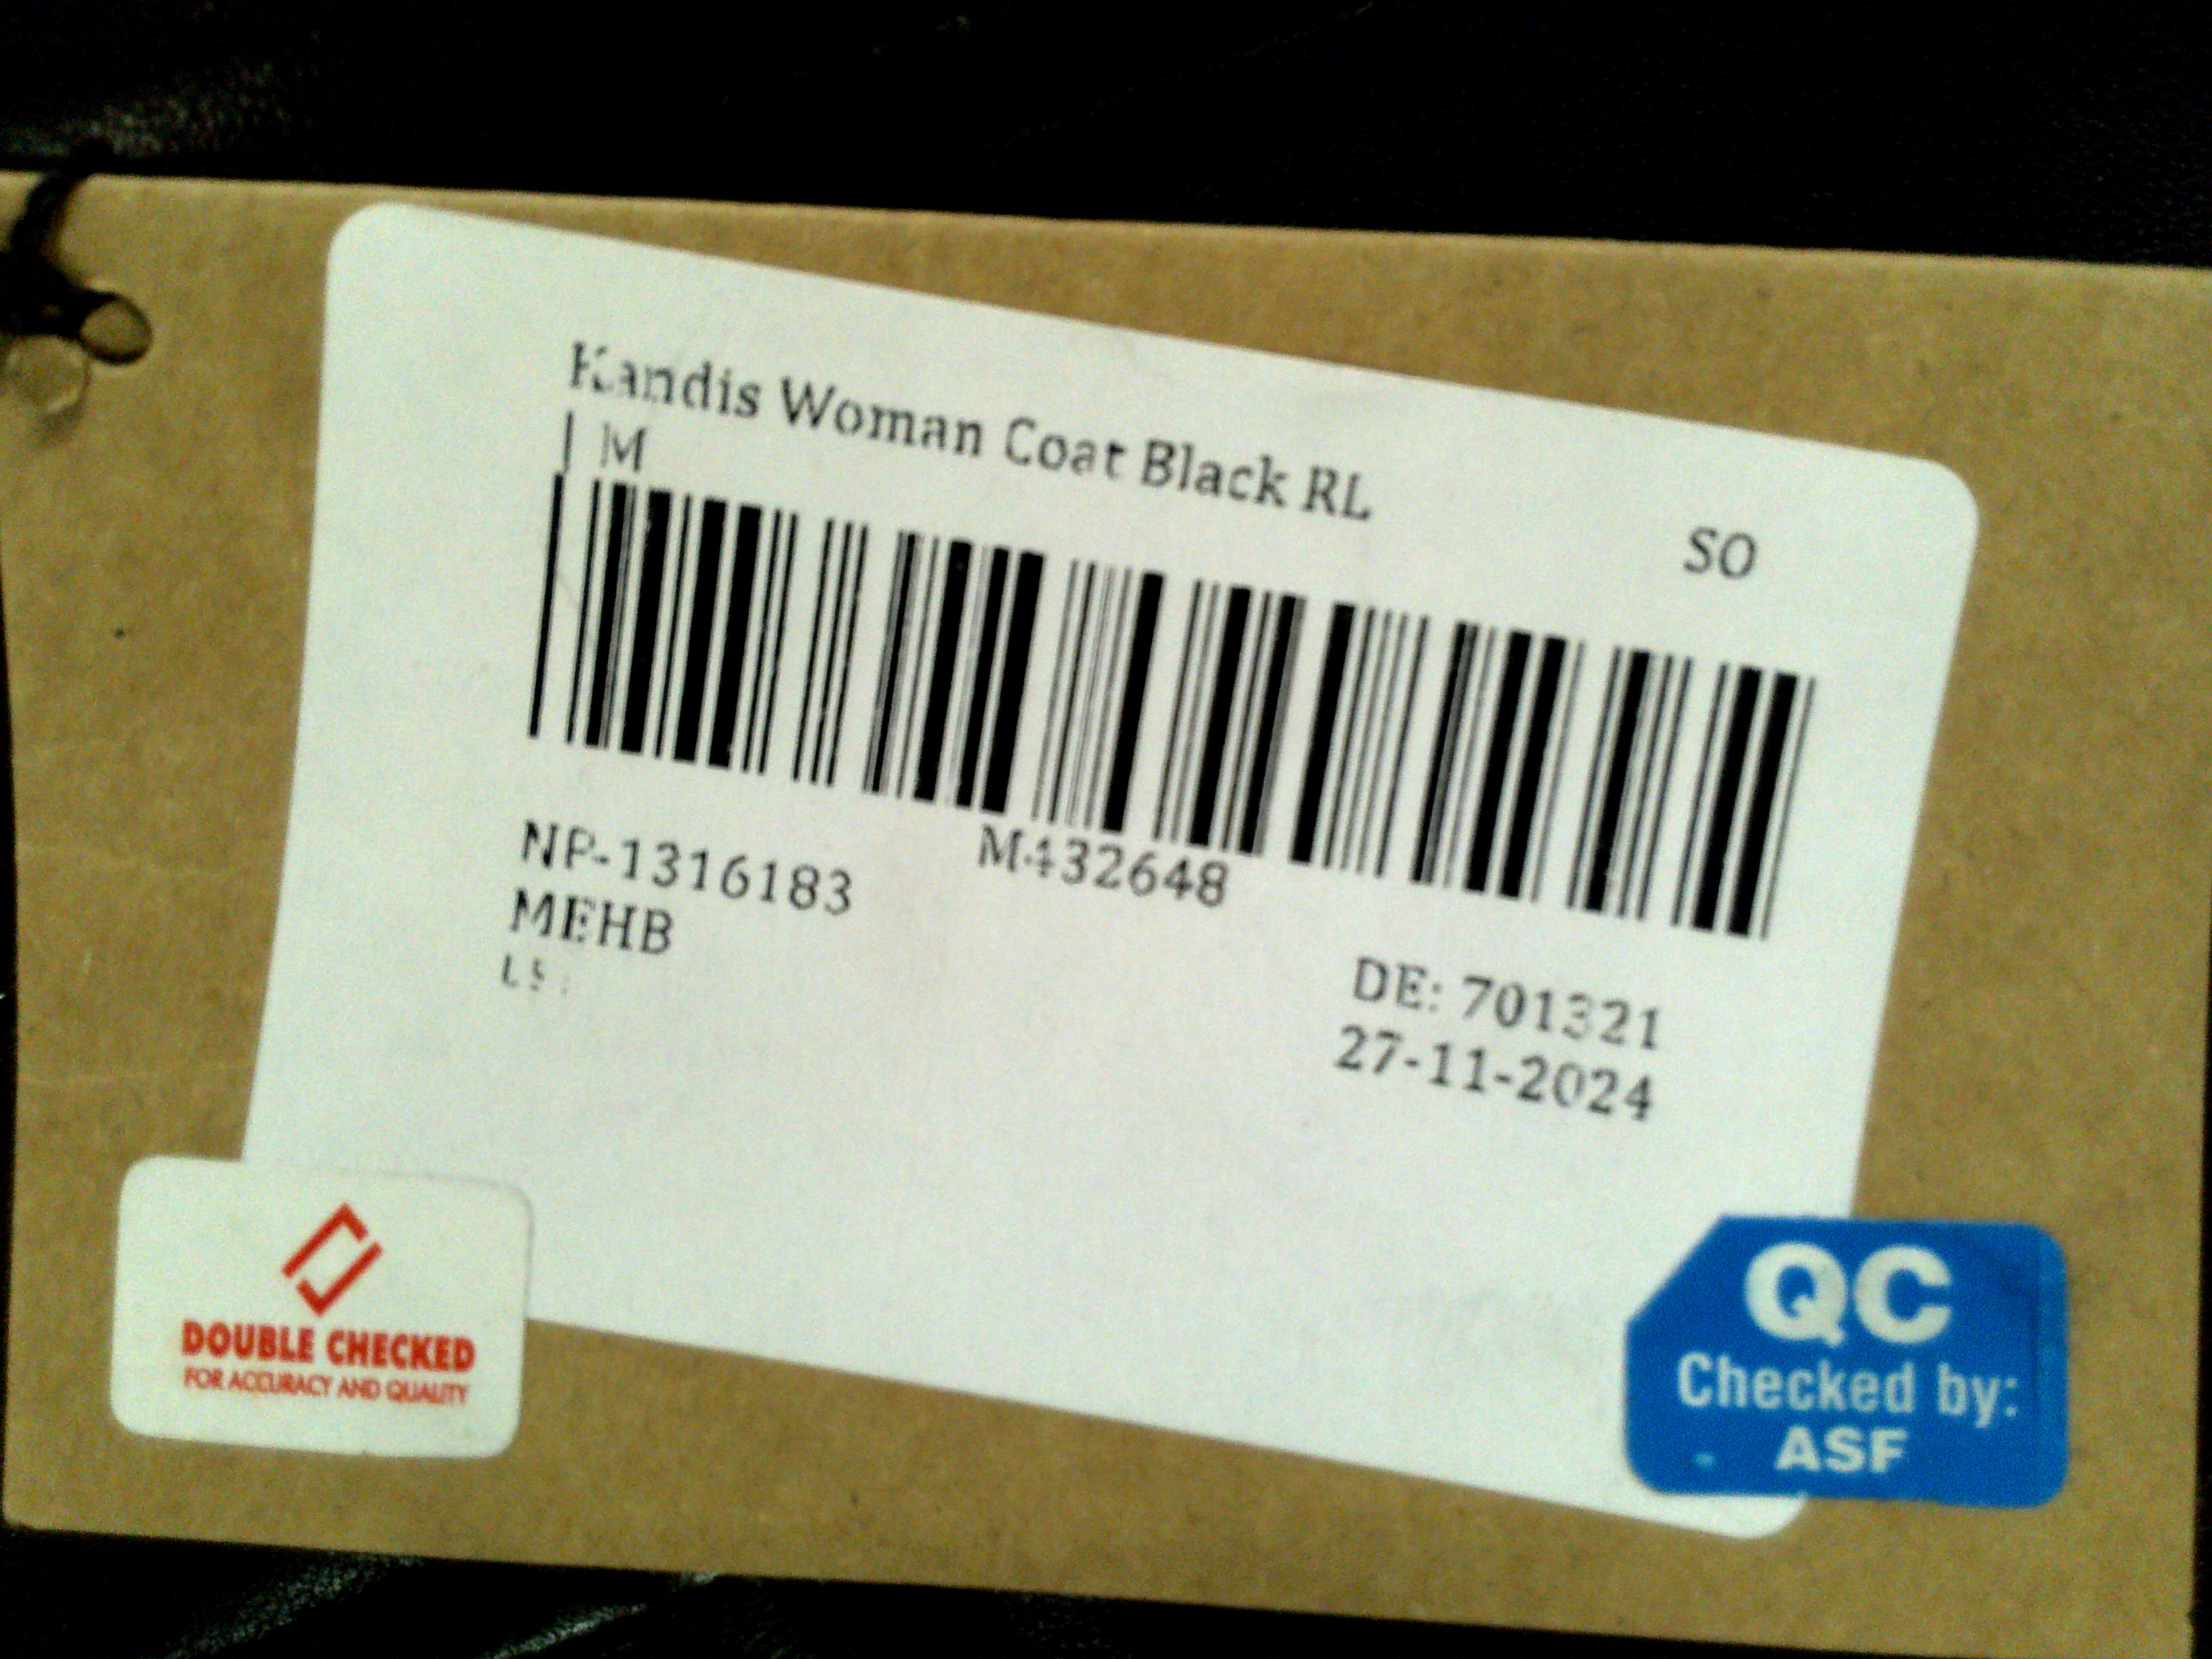 Kandis Woman Coat Black RL
| M
SO
M432648
NP-1316183
MEHB
DE: 701321
27-11-2024
DOUBLE CHECKED
FOR ACCURACY AND QUALITY
QC
Checked by:
ASF